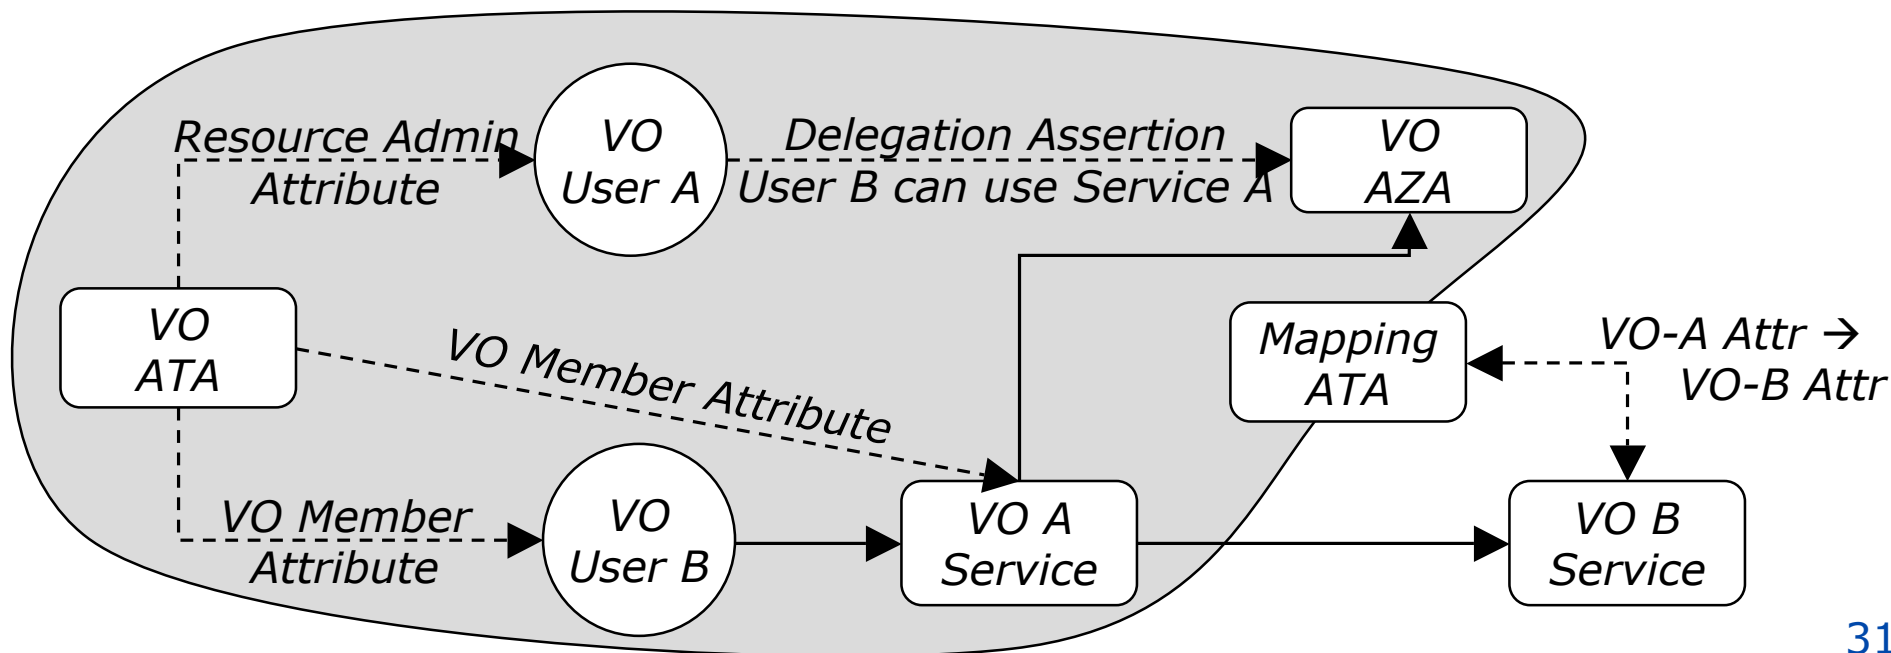 Resource Admin
Attribute
VO
User A
Delegation Assertion
User B can use Service A
VO
AZA
VO
ATA
VO Member Attribute
Mapping
ATA
VO-A Attr →
VO-B Attr
VO Member
Attribute
VO
User B
VO A
Service
VO B
Service
31